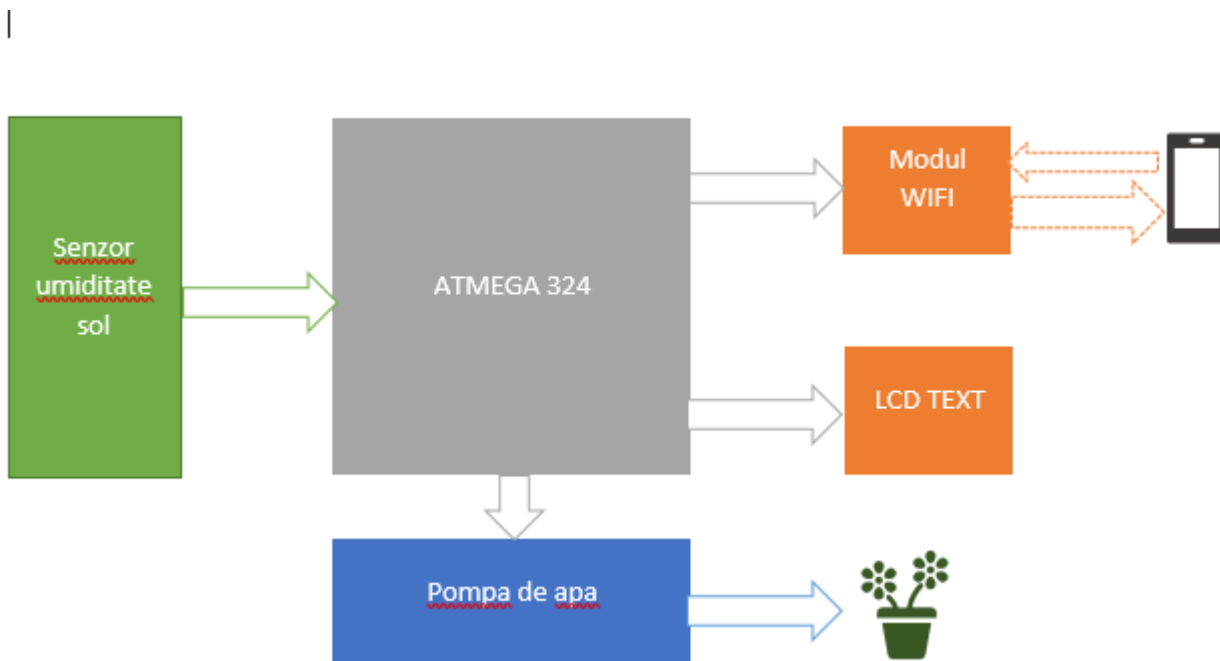 Senzor
umiditate
sol
ATMEGA 324
Modul
WIFI
LCD TEXT
Pompa de apa